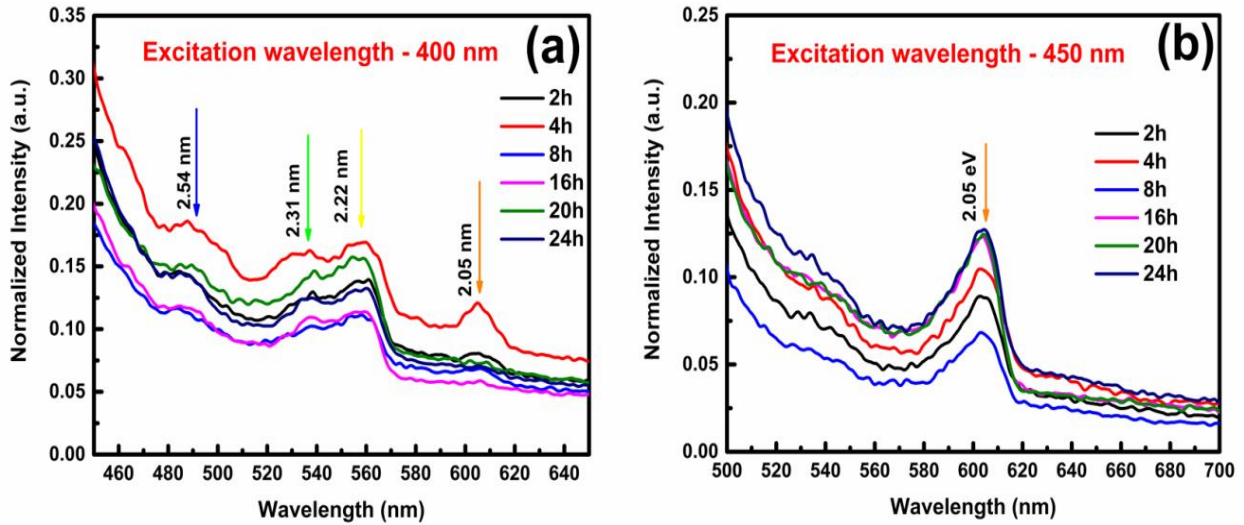 (a)
Excitation wavelength - 400 nm
2h
4h
8h
16h
20h
24h
2.54 nm
2.31 nm
2.22 nm
2.05 nm
0.35
0.30
0.25
0.20
0.15
0.10
0.05
0.00
Normalized Intensity (a.u.)
460 480 500 520 540 560 580 600 620 640
Wavelength (nm)
(b)
Excitation wavelength - 450 nm
2h
4h
8h
16h
20h
24h
2.05 eV
0.25
0.20
0.15
0.10
0.05
0.00
Normalized Intensity (a.u.)
500 520 540 560 580 600 620 640 660 680 700
Wavelength (nm)